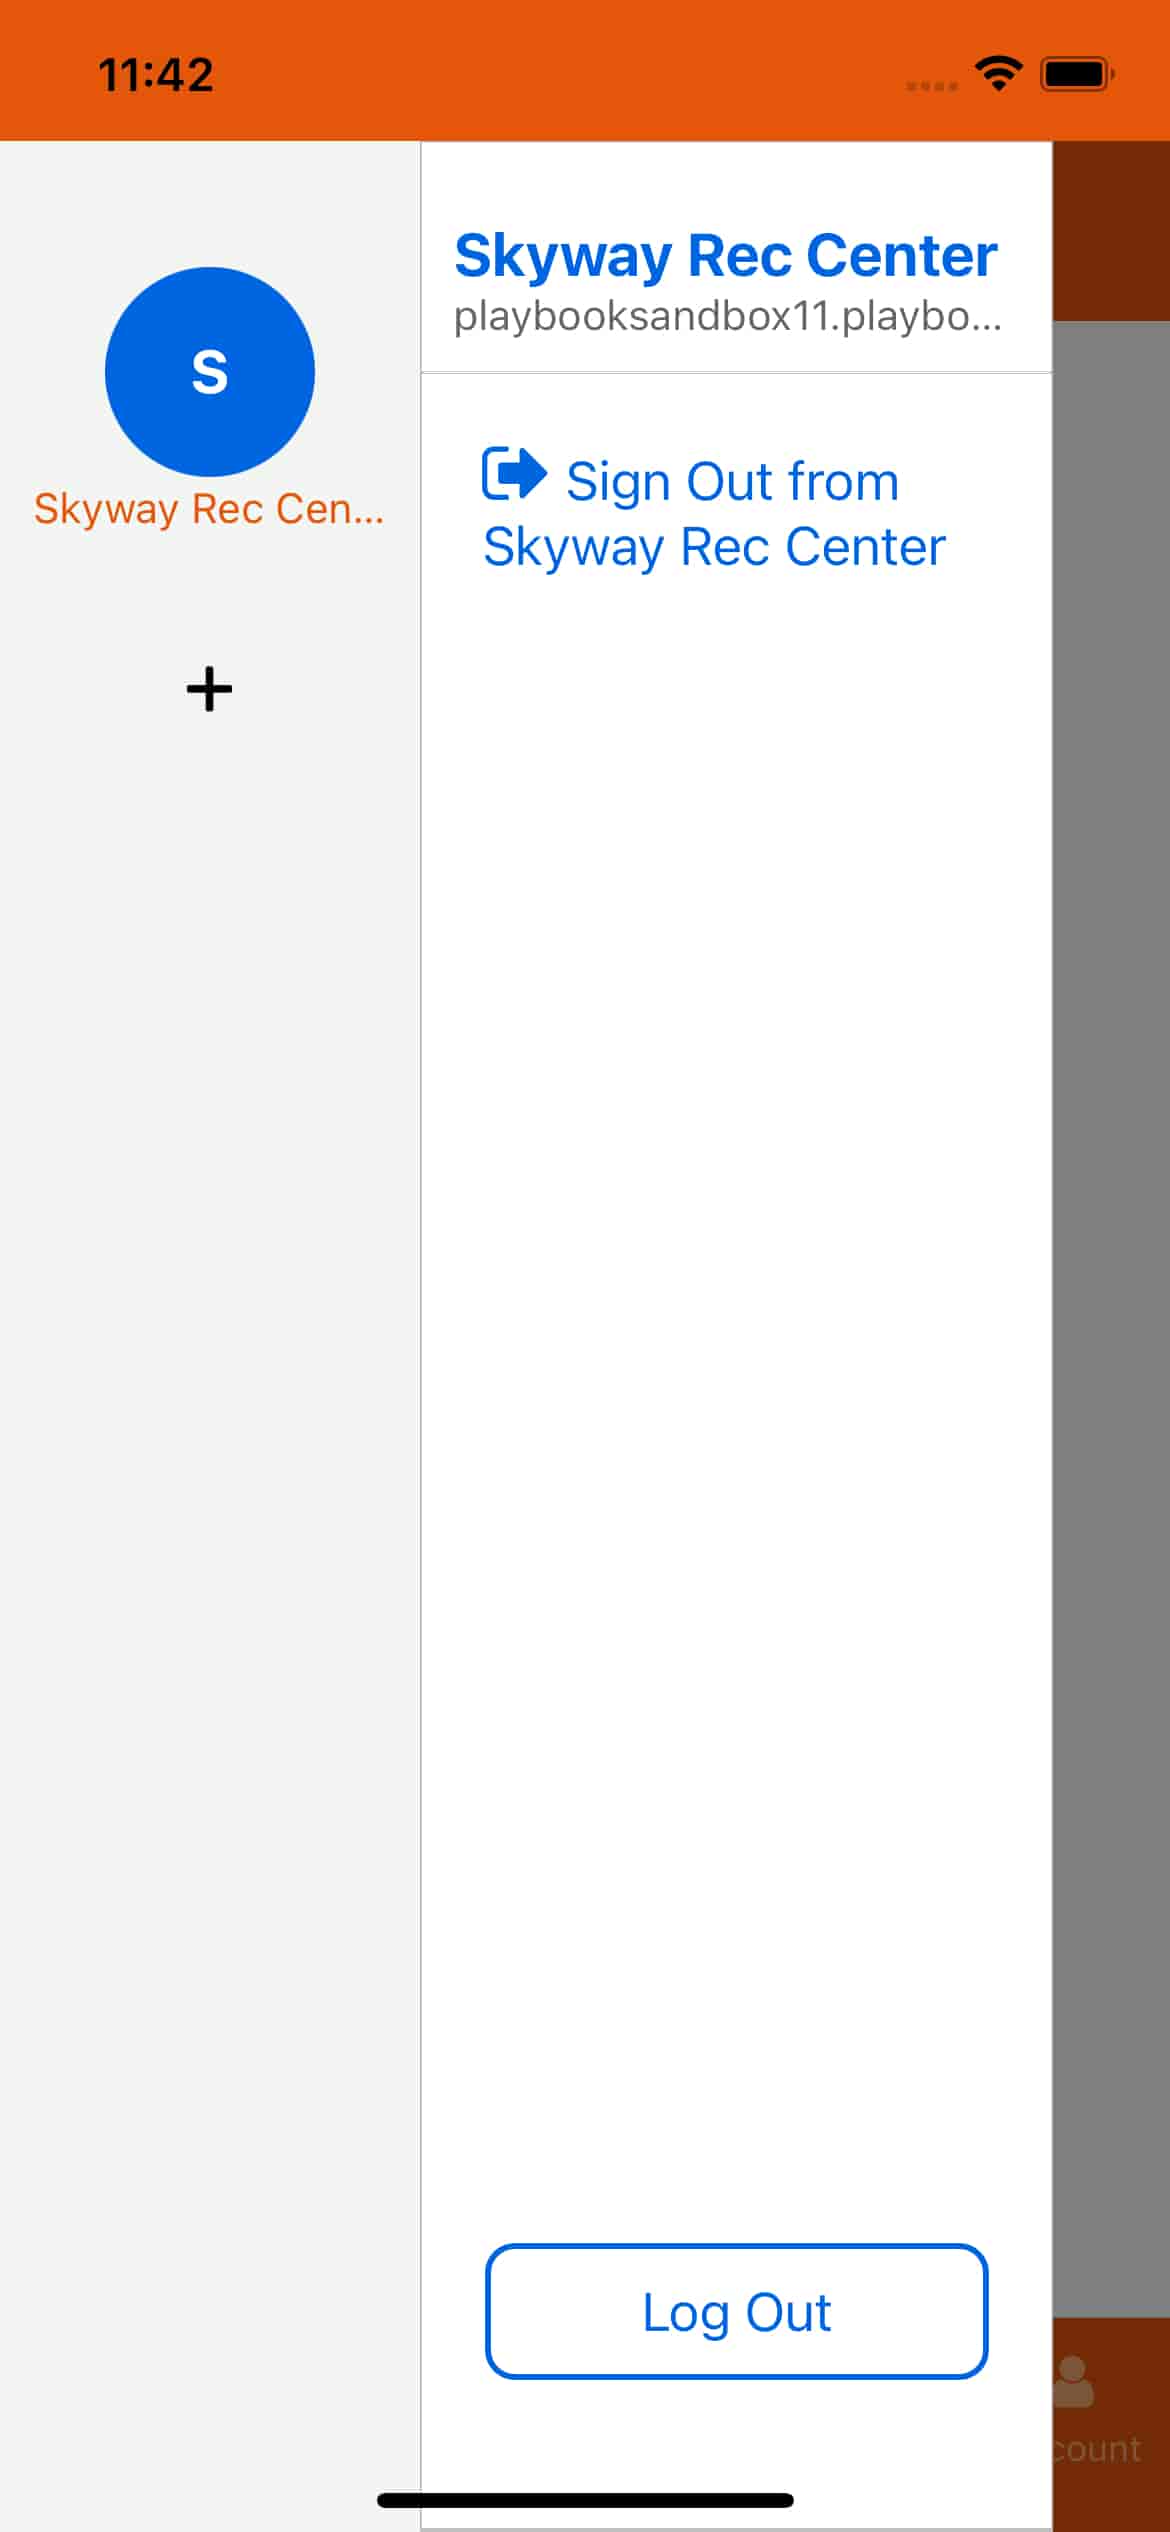 11:42
S
Skyway Rec Cen...
+
Skyway Rec Center
playbooksandbox11.playbo...
Sign Out from
Skyway Rec Center
Log Out
count